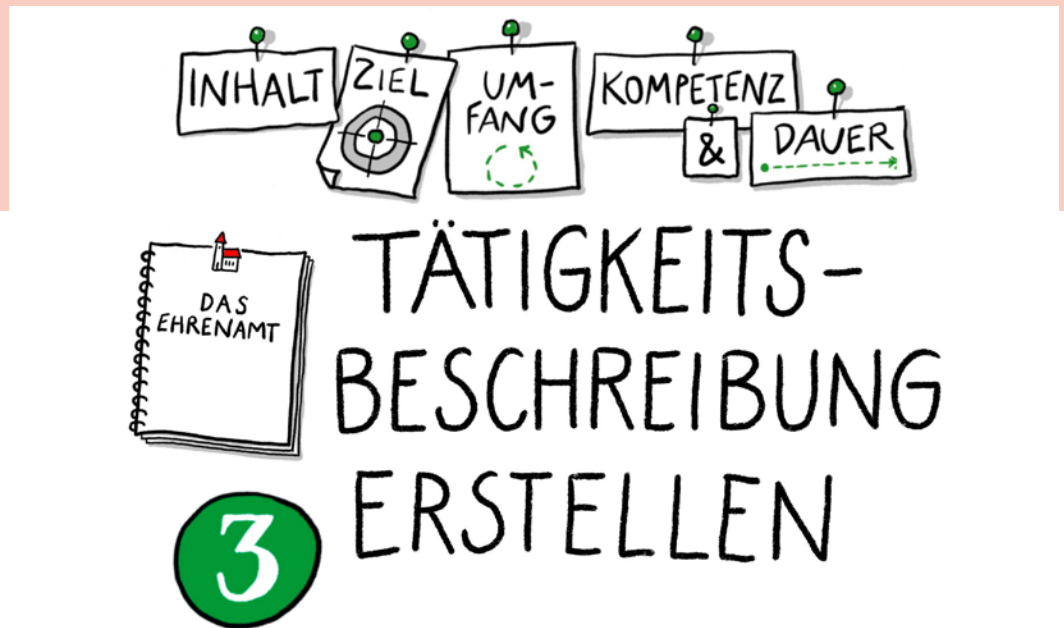 INHALT
ZIEL
UM-
FANG
KOMPETENZ
&
DAUER
DAS
EHRENAMT
TÄTIGKEITS-
BESCHREIBUNG
ERSTELLEN
3